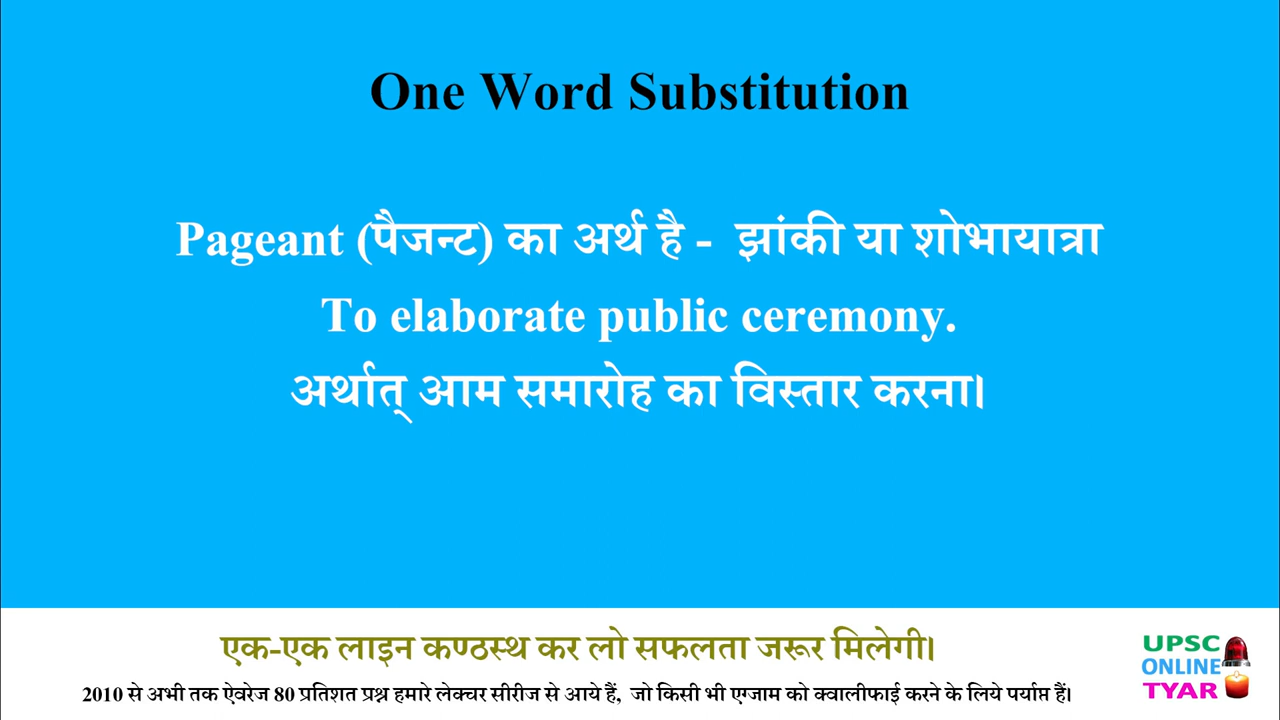 One Word Substitution
Pageant (पैजन्ट) का अर्थ है - झांकी या शोभायात्रा
To elaborate public ceremony.
अर्थात् आम समारोह का विस्तार करना।
एक-एक लाइन कण्ठस्थ कर लो सफलता जरूर मिलेगी।
2010 से अभी तक ऐवरेज 80 प्रतिशत प्रश्न हमारे लेक्चर सीरीज से आये हैं, जो किसी भी एग्जाम को क्वालीफाई करने के लिये पर्याप्त हैं।
UPSC
ONLINE
TYAR